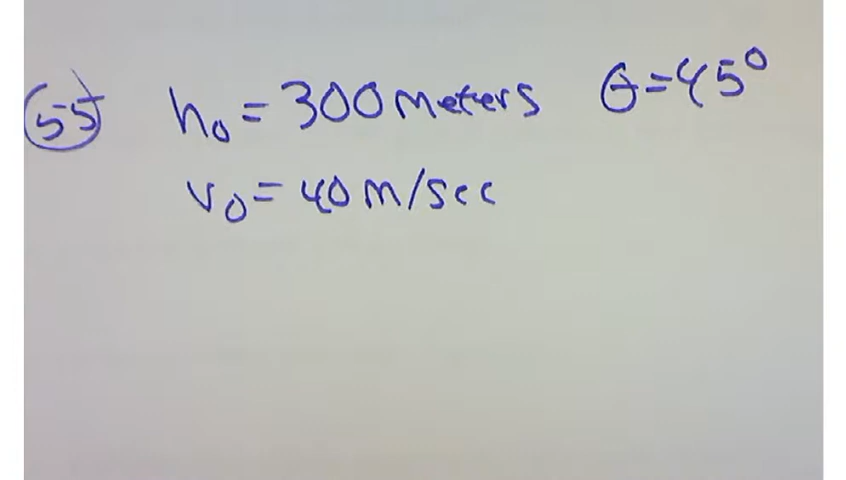 55 h₀ = 300 meters θ = 45°
v₀ = 40 m/sec